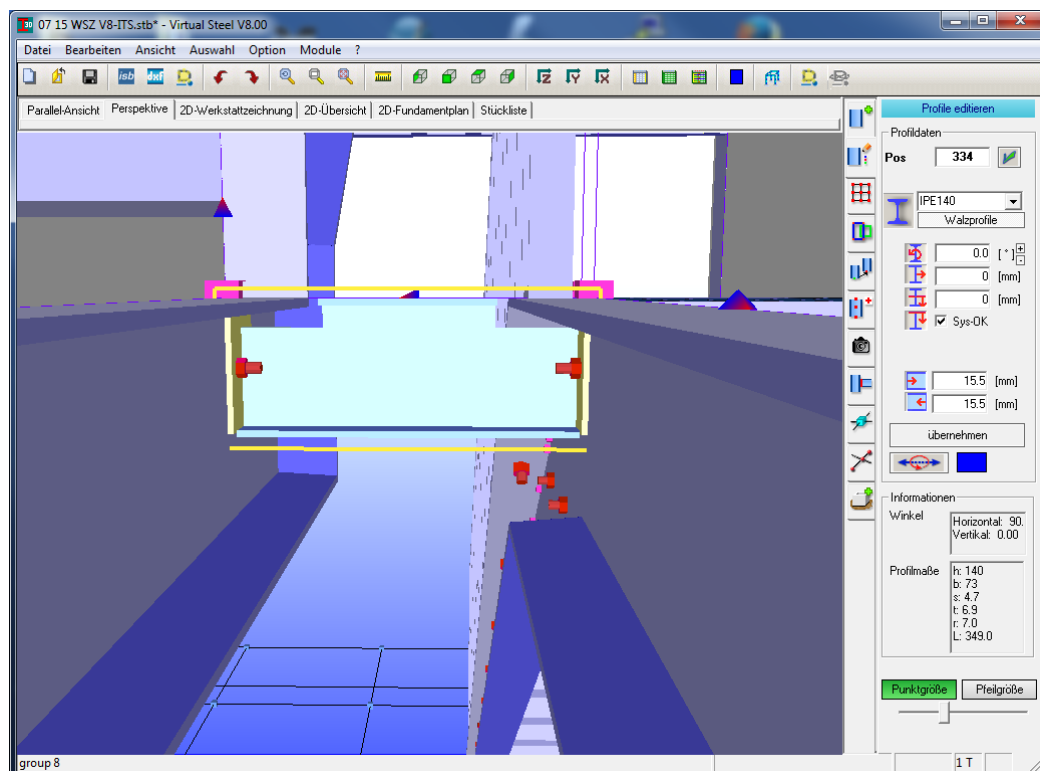 07 15 WSZ V8-ITS.stb* - Virtual Steel V8.00
Datei Bearbeiten Ansicht Auswahl Option Module ?
isb dxf Z Y X
Parallel-Ansicht Perspektive 2D-Werkstattzeichnung 2D-Übersicht 2D-Fundamentplan Stückliste
Profile editieren
Profildaten
Pos 334
IPE140
Walzprofile
0.0 [°] + -
0 [mm]
0 [mm]
Sys-OK
15.5 [mm]
15.5 [mm]
übernehmen
Informationen
Winkel
Horizontal: 90.
Vertikal: 0.00
Profilmaße
h: 140
b: 73
s: 4.7
t: 6.9
r: 7.0
L: 349.0
Punktgröße Pfeilgröße
group 8
1 T